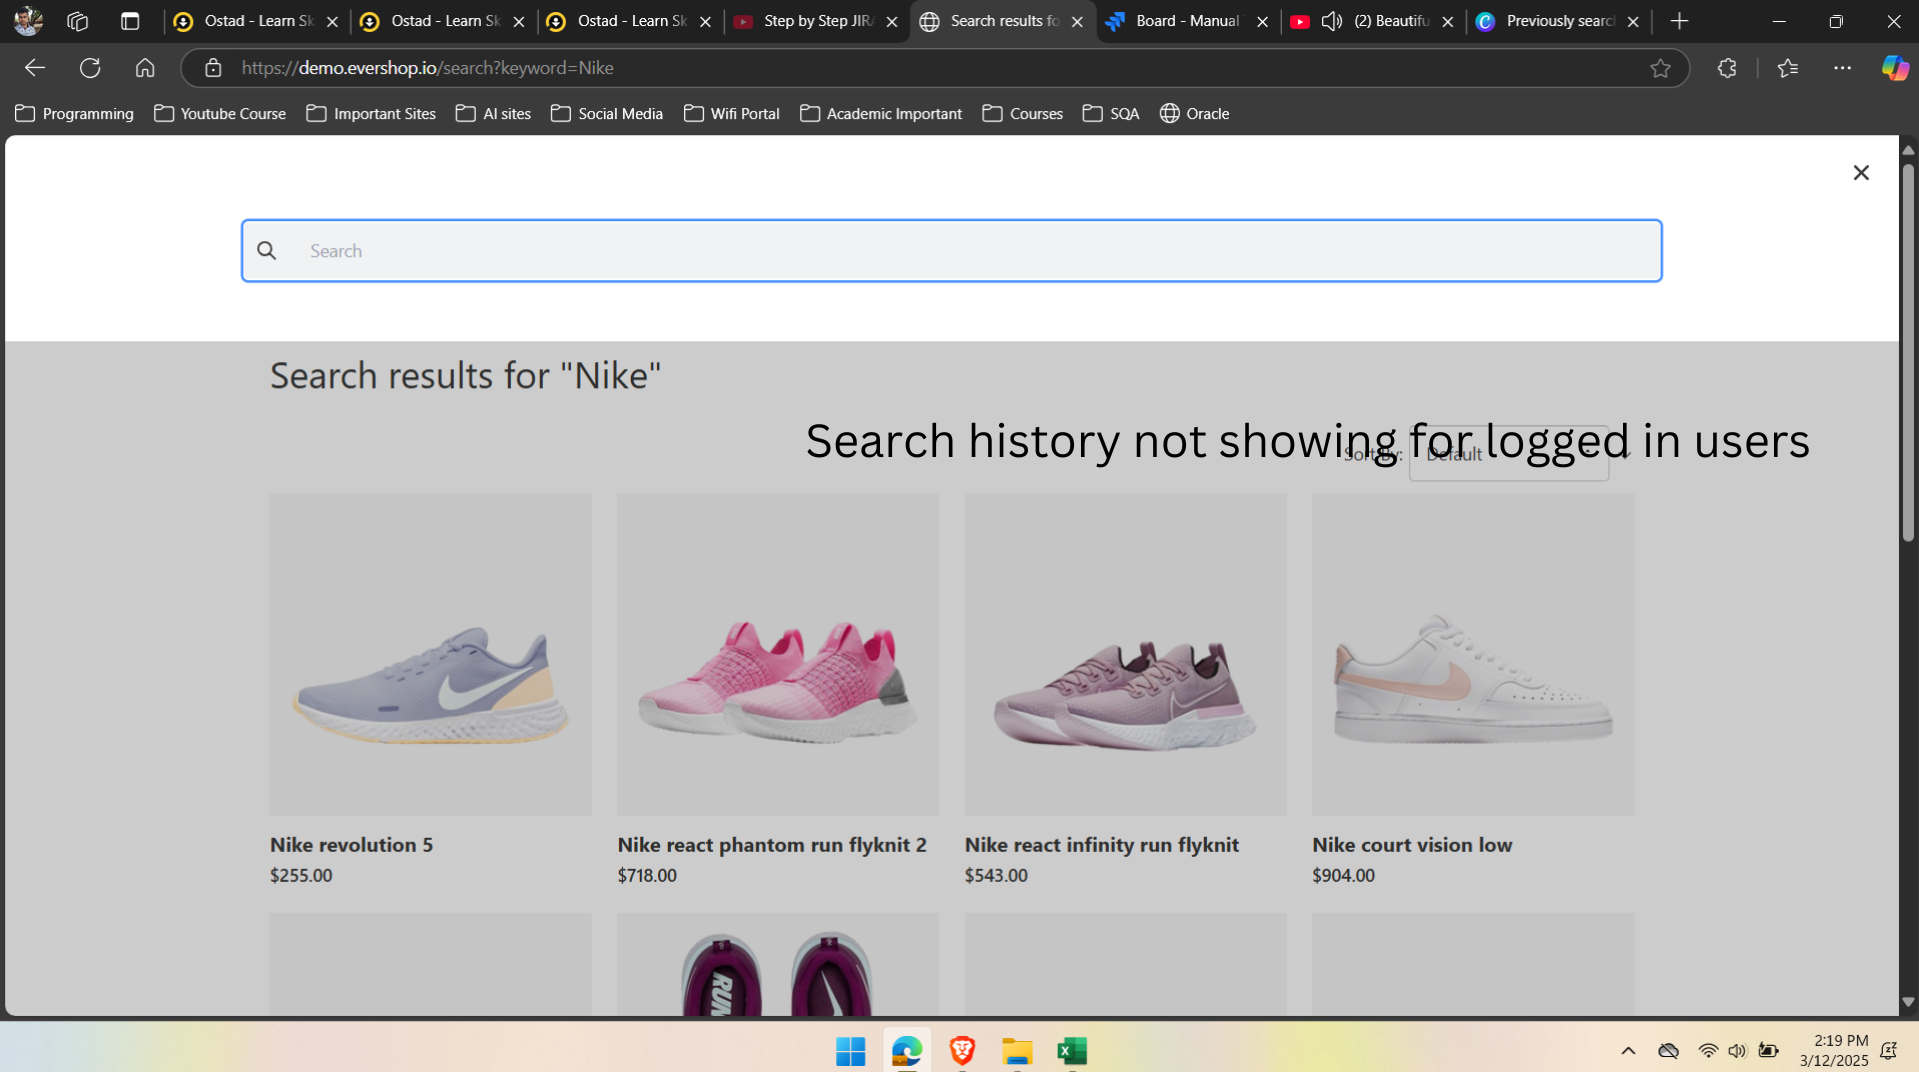 Ostad - Learn Sk
Ostad - Learn Sk
Ostad - Learn Sk
Step by Step JIRA
Search results fo
Board - Manual
(2) Beautifu
Previously search
https://demo.evershop.io/search?keyword=Nike
Programming
Youtube Course
Important Sites
AI sites
Social Media
Wifi Portal
Academic Important
Courses
SQA
Oracle
Search
Search results for "Nike"
Search history not showing for logged in users
Sort By:
Default
Nike revolution 5
$255.00
Nike react phantom run flyknit 2
$718.00
Nike react infinity run flyknit
$543.00
Nike court vision low
$904.00
RUN
2:19 PM
3/12/2025